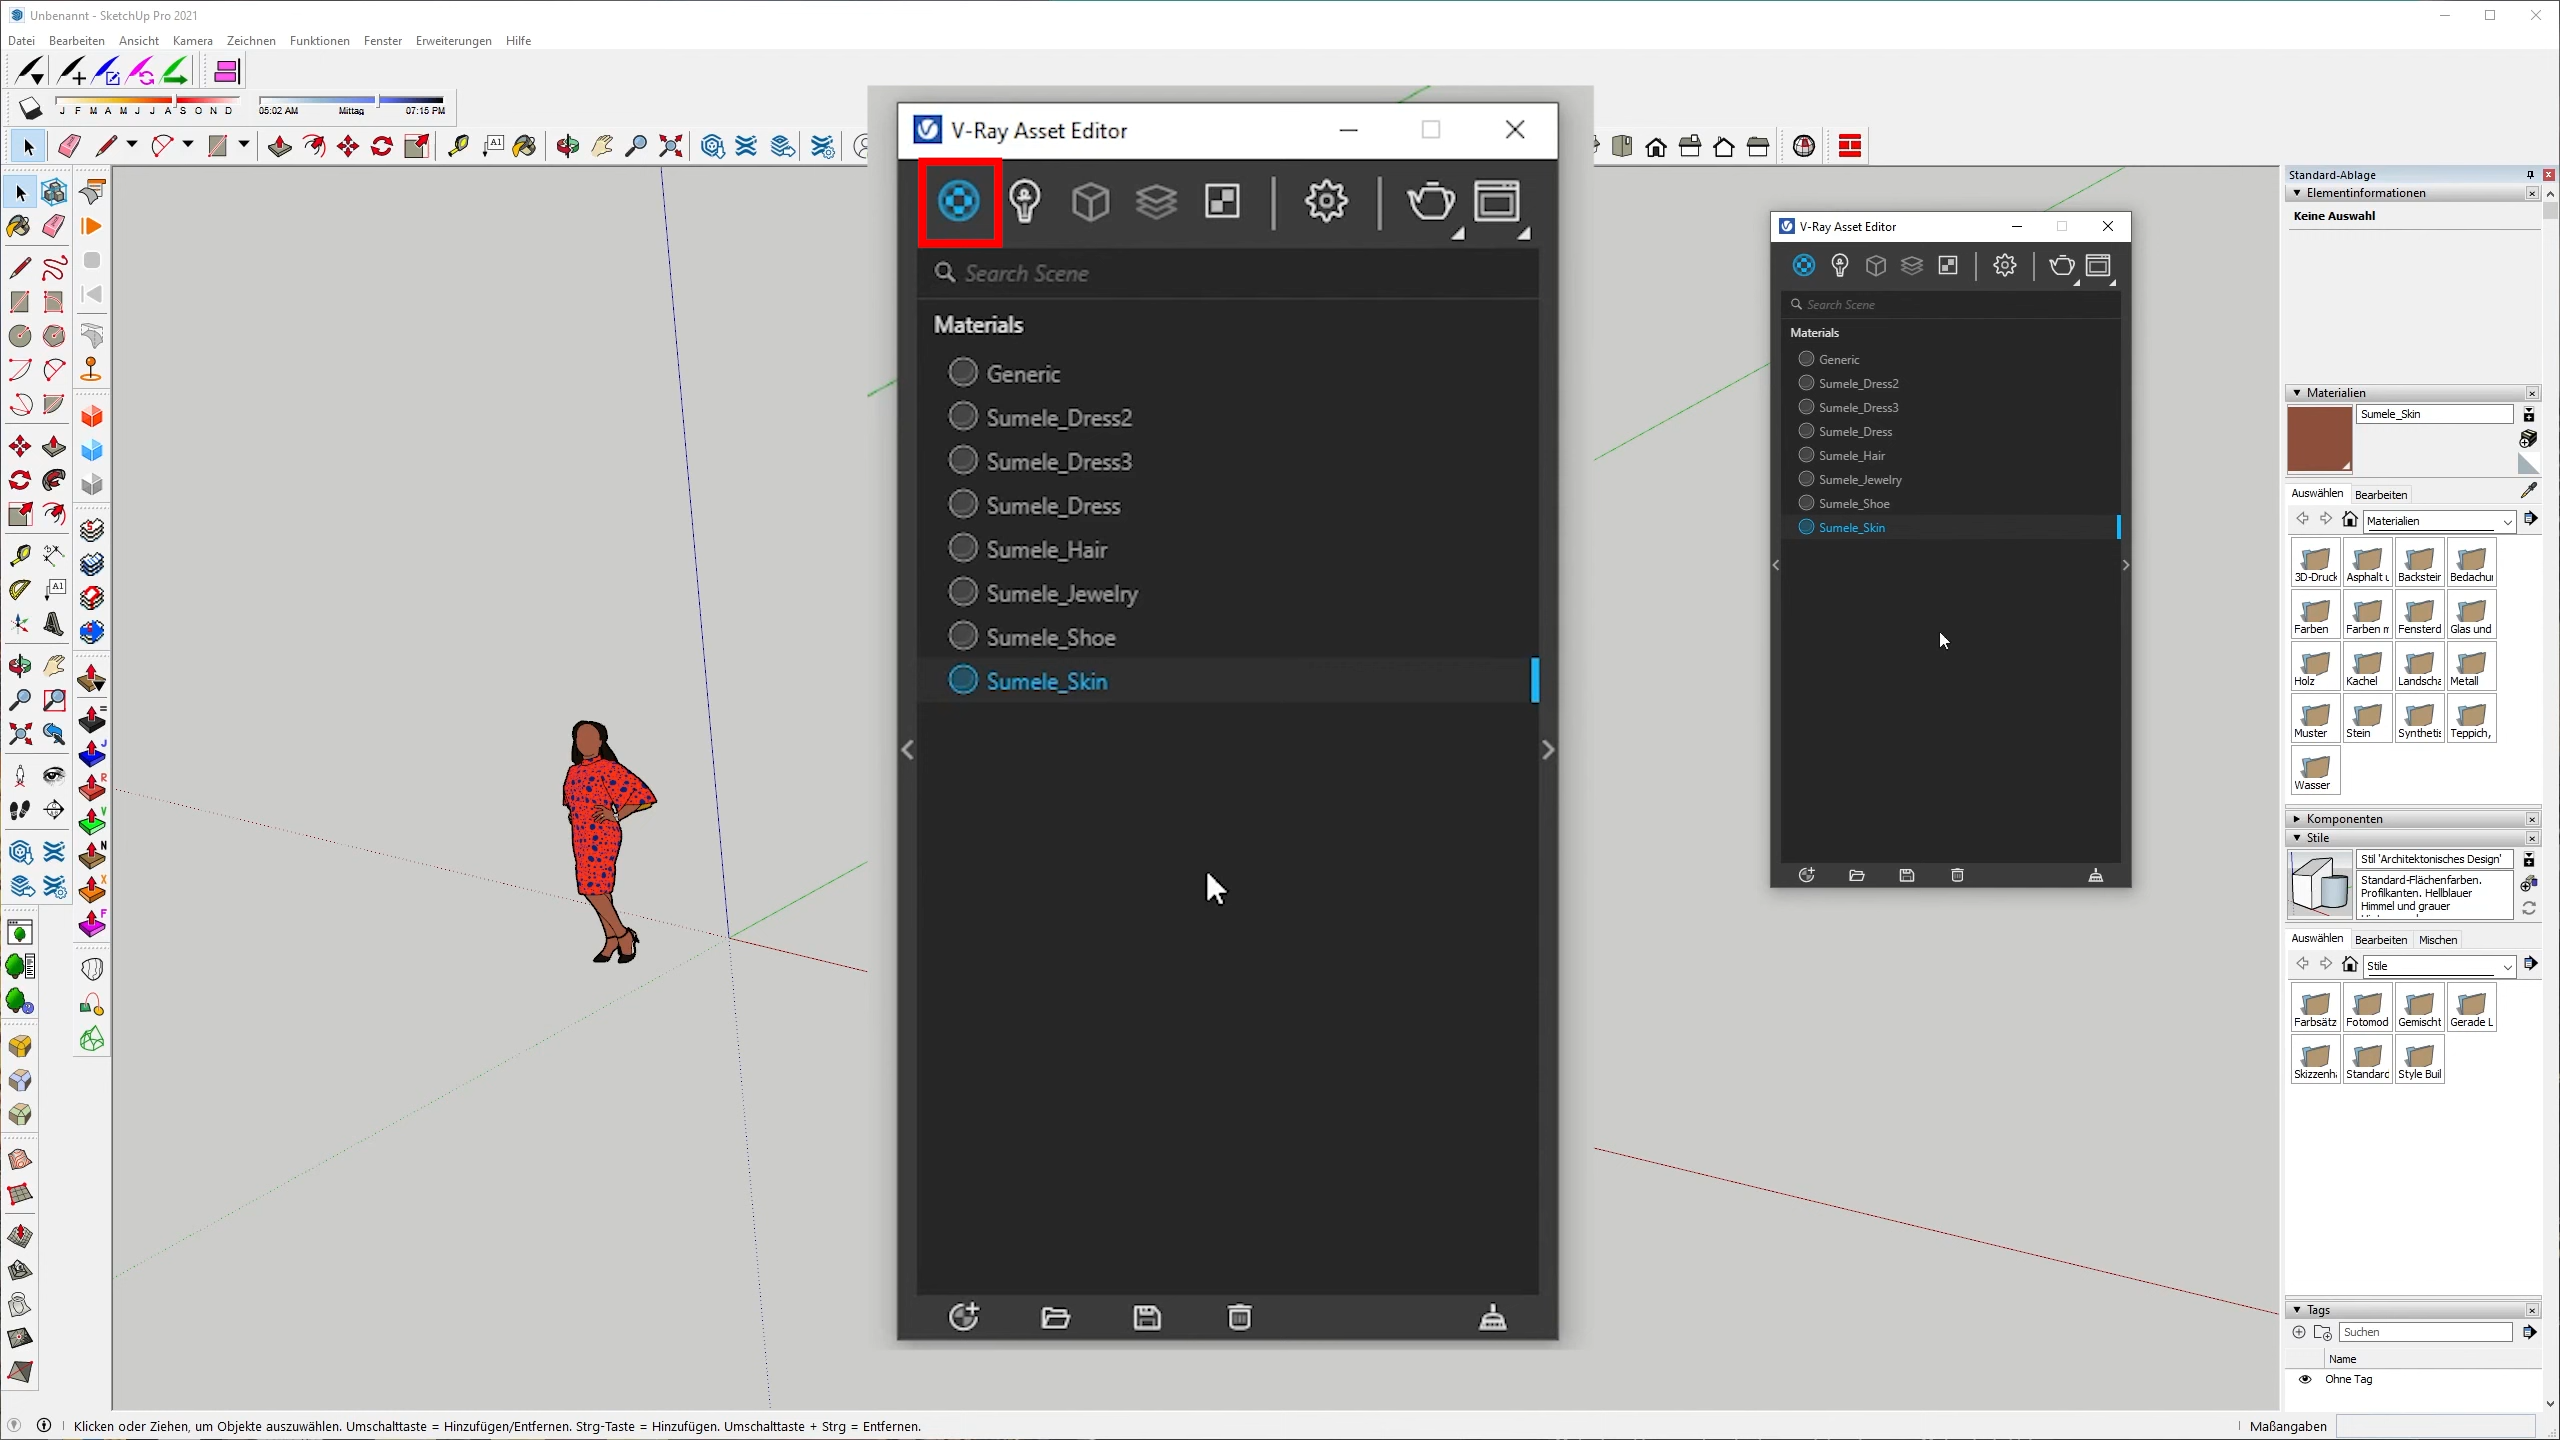 Unbenannt - SketchUp Pro 2021
Datei Bearbeiten Ansicht Kamera Zeichnen Funktionen Fenster Erweiterungen Hilfe
J F M A M J J A S O N D
05:02 AM Mittag 07:15 PM
V-Ray Asset Editor
Search Scene
Materials
Generic
Sumele_Dress2
Sumele_Dress3
Sumele_Dress
Sumele_Hair
Sumele_Jewelry
Sumele_Shoe
Sumele_Skin
V-Ray Asset Editor
Search Scene
Materials
Generic
Sumele_Dress2
Sumele_Dress3
Sumele_Dress
Sumele_Hair
Sumele_Jewelry
Sumele_Shoe
Sumele_Skin
Standard-Ablage
Elementinformationen
Keine Auswahl
Materialien
Sumele_Skin
Auswählen Bearbeiten
Materialien
3D-Druck Asphalt u Backstein Bedachun
Farben Farben m Fensterd Glas und
Holz Kachel Landscha Metall
Muster Stein Synthetis Teppich,
Wasser
Komponenten
Stile
Stil 'Architektonisches Design'
Standard-Flächenfarben.
Profilkanten. Hellblauer
Himmel und grauer
Auswählen Bearbeiten Mischen
Stile
Farbsätz Fotomod Gemischt Gerade L
Skizzenh Standard Style Buil
Tags
Suchen
Name
Ohne Tag
Klicken oder Ziehen, um Objekte auszuwählen. Umschalttaste = Hinzufügen/Entfernen. Strg-Taste = Hinzufügen. Umschalttaste + Strg = Entfernen.
Maßangaben